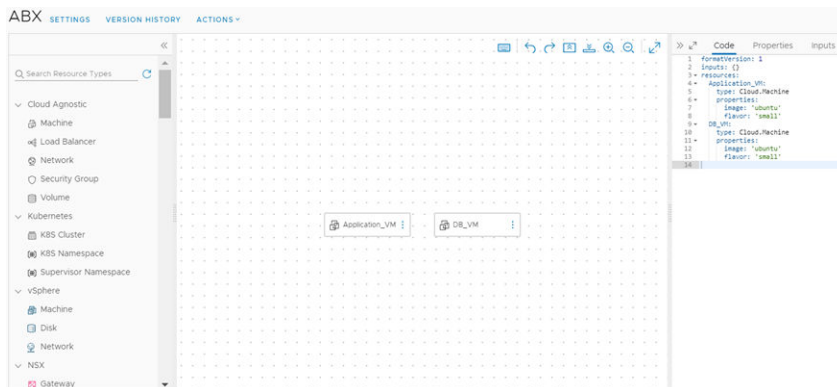 ABX SETTINGS VERSION HISTORY ACTIONS
Search Resource Types
Cloud Agnostic
Machine
Load Balancer
Network
Security Group
Volume
Kubernetes
K8S Cluster
K8S Namespace
Supervisor Namespace
vSphere
Machine
Disk
Network
NSX
Gateway
Application_VM
DB_VM
Code Properties Inputs
1 formatVersion: 1
2 inputs: {}
3 resources:
4 Application_VM:
5 type: Cloud.Machine
6 properties:
7 image: 'ubuntu'
8 flavor: 'small'
9 DB_VM:
10 type: Cloud.Machine
11 properties:
12 image: 'ubuntu'
13 flavor: 'small'
14